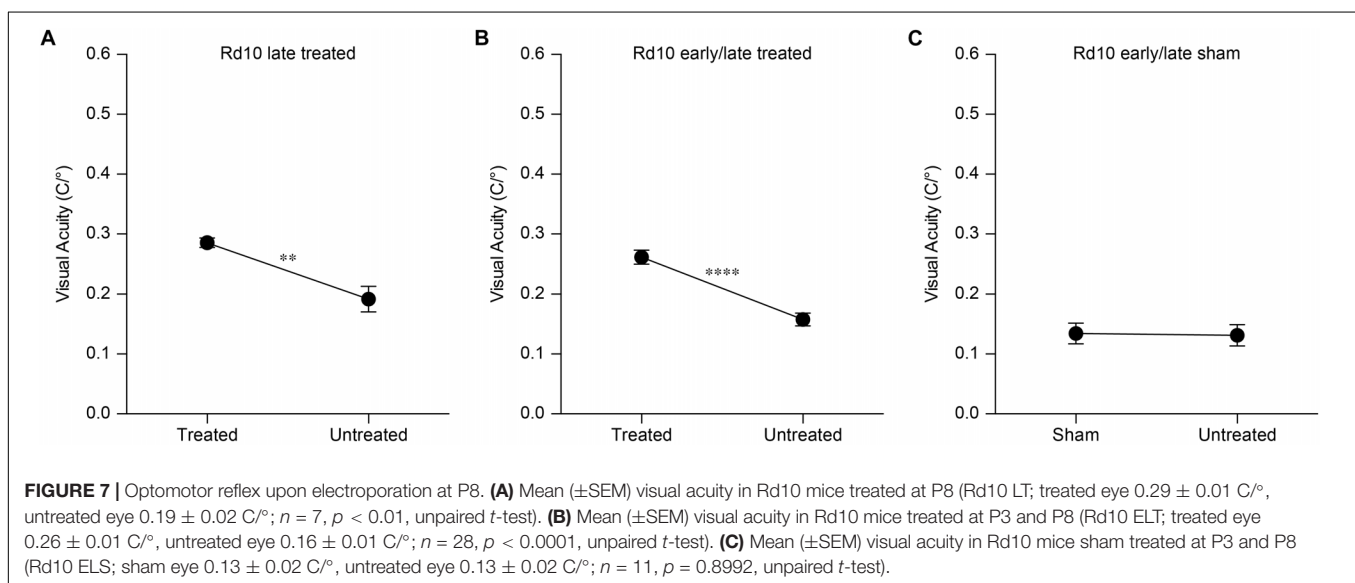 A
Rd10 late treated
0.6
0.5
0.4
0.3
0.2
0.1
0.0
Visual Acuity (C/°)
**
Treated
Untreated
B
Rd10 early/late treated
0.6
0.5
0.4
0.3
0.2
0.1
0.0
Visual Acuity (C/°)
****
Treated
Untreated
C
Rd10 early/late sham
0.6
0.5
0.4
0.3
0.2
0.1
0.0
Visual Acuity (C/°)
Sham
Untreated
FIGURE 7 | Optomotor reflex upon electroporation at P8. (A) Mean (±SEM) visual acuity in Rd10 mice treated at P8 (Rd10 LT; treated eye 0.29 ± 0.01 C/°,
untreated eye 0.19 ± 0.02 C/°; n = 7, p < 0.01, unpaired t-test). (B) Mean (±SEM) visual acuity in Rd10 mice treated at P3 and P8 (Rd10 ELT; treated eye
0.26 ± 0.01 C/°, untreated eye 0.16 ± 0.01 C/°; n = 28, p < 0.0001, unpaired t-test). (C) Mean (±SEM) visual acuity in Rd10 mice sham treated at P3 and P8
(Rd10 ELS; sham eye 0.13 ± 0.02 C/°, untreated eye 0.13 ± 0.02 C/°; n = 11, p = 0.8992, unpaired t-test).